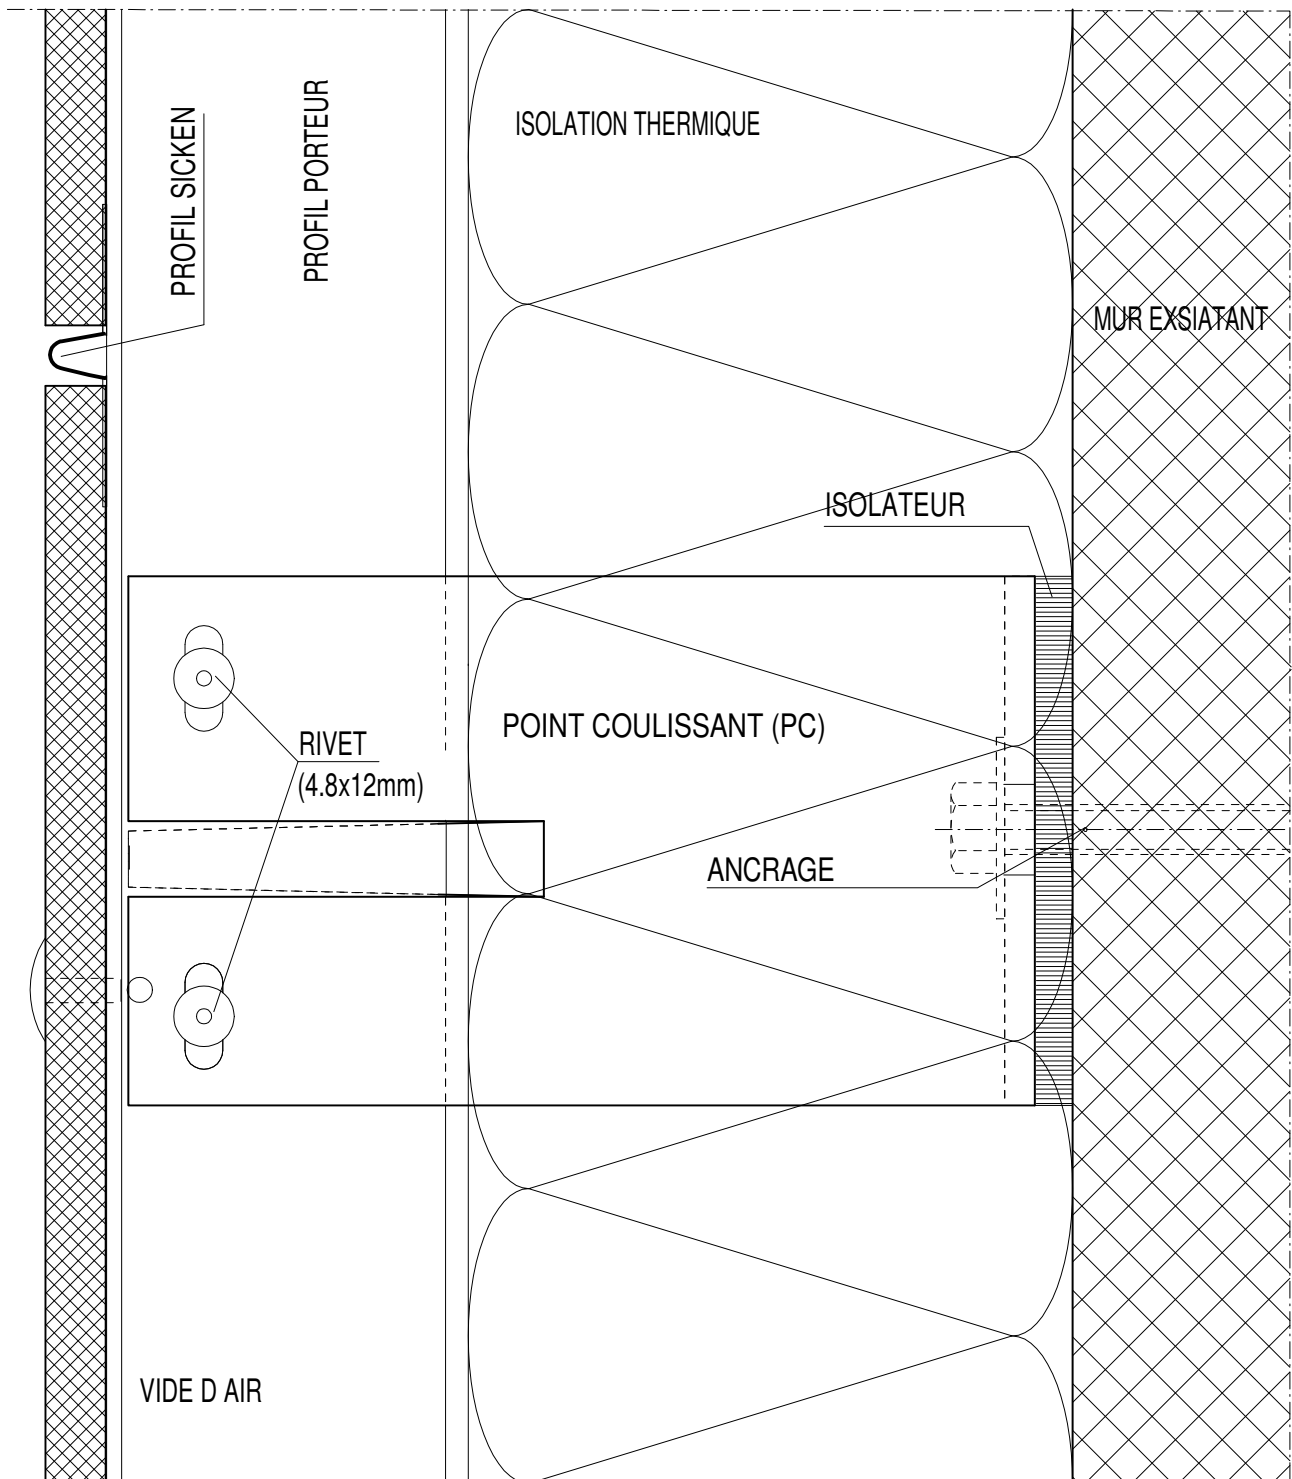 PROFIL SICKEN
PROFIL PORTEUR
ISOLATION THERMIQUE
MUR EXSIATANT
ISOLATEUR
POINT COULISSANT (PC)
RIVET
(4.8x12mm)
ANCRAGE
VIDE D AIR